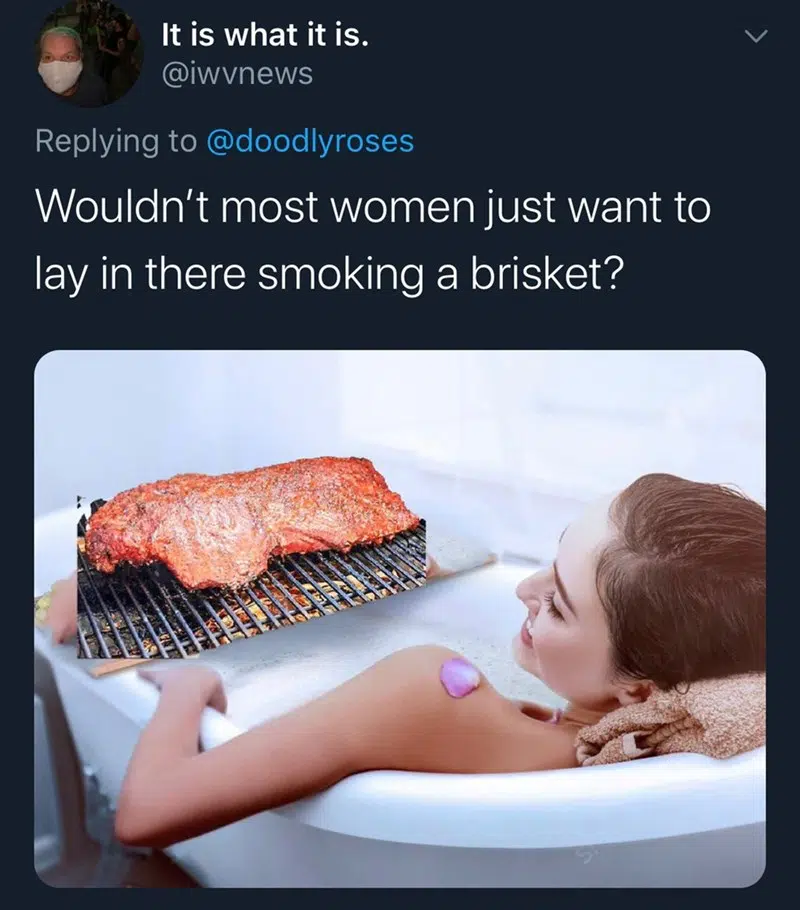 It is what it is.
@iwvnews
Replying to @doodlyroses
Wouldn’t most women just want to
lay in there smoking a brisket?